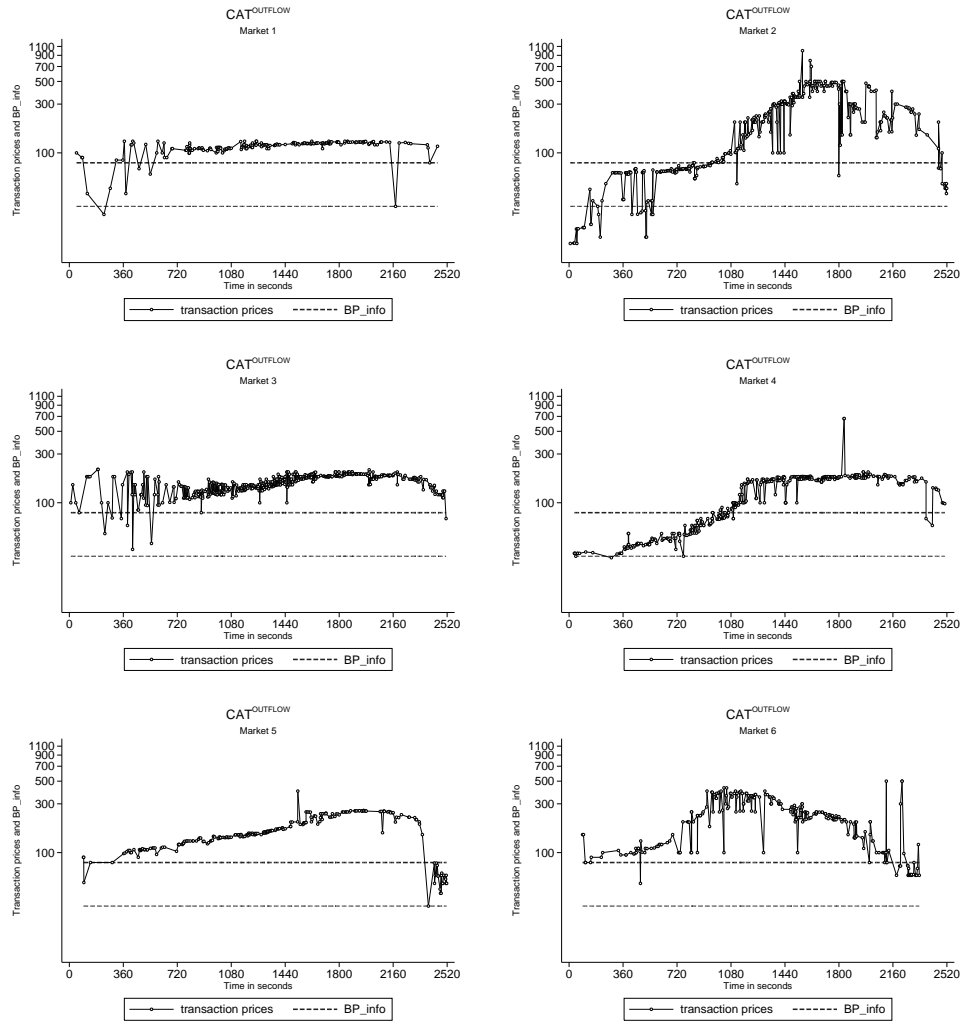 CAT^OUTFLOW
Market 1
Transaction prices and BP_info
1100
900
700
500
300
100
0 360 720 1080 1440 1800 2160 2520
Time in seconds
transaction prices BP_info
CAT^OUTFLOW
Market 2
Transaction prices and BP_info
1100
900
700
500
300
100
0 360 720 1080 1440 1800 2160 2520
Time in seconds
transaction prices BP_info
CAT^OUTFLOW
Market 3
Transaction prices and BP_info
1100
900
700
500
300
100
0 360 720 1080 1440 1800 2160 2520
Time in seconds
transaction prices BP_info
CAT^OUTFLOW
Market 4
Transaction prices and BP_info
1100
900
700
500
300
100
0 360 720 1080 1440 1800 2160 2520
Time in seconds
transaction prices BP_info
CAT^OUTFLOW
Market 5
Transaction prices and BP_info
1100
900
700
500
300
100
0 360 720 1080 1440 1800 2160 2520
Time in seconds
transaction prices BP_info
CAT^OUTFLOW
Market 6
Transaction prices and BP_info
1100
900
700
500
300
100
0 360 720 1080 1440 1800 2160 2520
Time in seconds
transaction prices BP_info